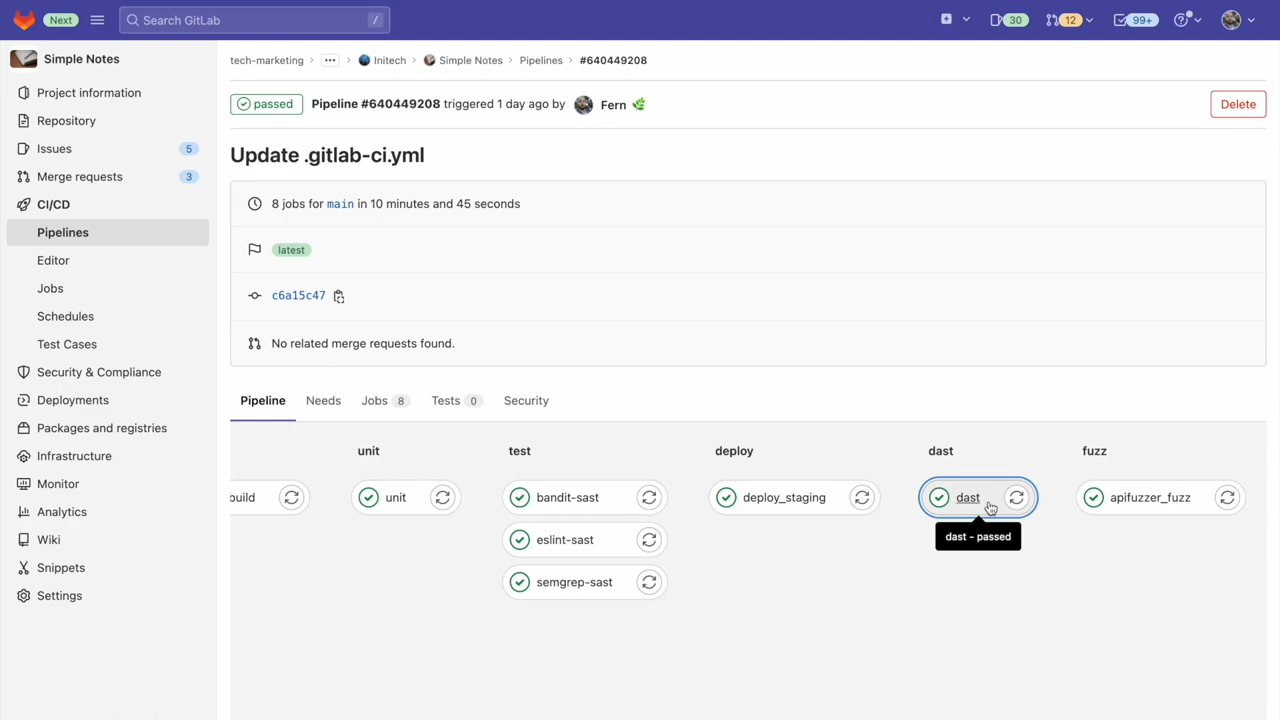 Next
Search GitLab /
30
12
99+
Simple Notes
Project information
Repository
Issues 5
Merge requests 3
CI/CD
Pipelines
Editor
Jobs
Schedules
Test Cases
Security & Compliance
Deployments
Packages and registries
Infrastructure
Monitor
Analytics
Wiki
Snippets
Settings
tech-marketing › ••• › Initech › Simple Notes › Pipelines › #640449208
passed Pipeline #640449208 triggered 1 day ago by Fern 🌿
Delete
Update .gitlab-ci.yml
8 jobs for main in 10 minutes and 45 seconds
latest
c6a15c47
No related merge requests found.
Pipeline Needs Jobs 8 Tests 0 Security
unit test deploy dast fuzz
build unit bandit-sast deploy_staging dast apifuzzer_fuzz
eslint-sast
dast - passed
semgrep-sast